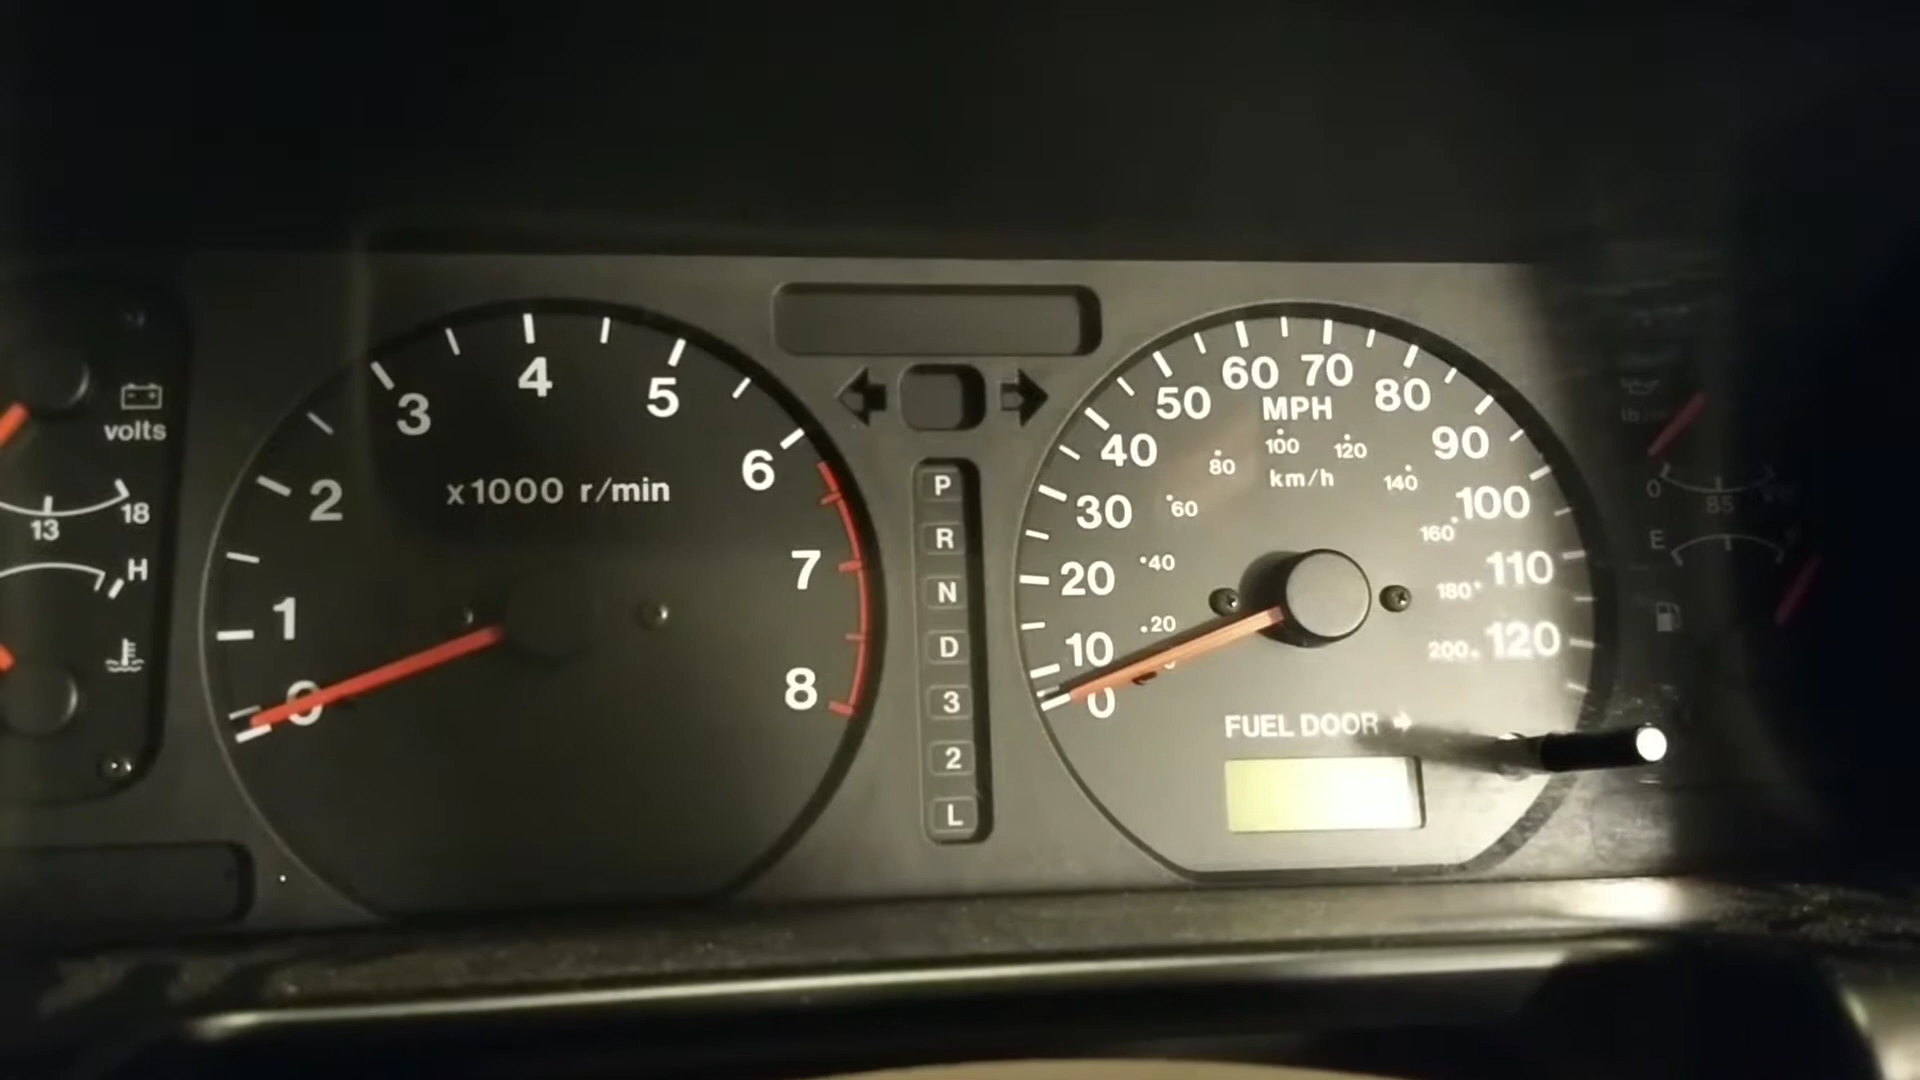 volts
13 18
H
0 1 2 3 4 5 6 7 8
x1000 r/min
P
R
N
D
3
2
L
0 10 20 30 40 50 60 70 80 90 100 110 120
MPH
20 40 60 80 100 120 140 160 180 200
km/h
FUEL DOOR
0 85
E